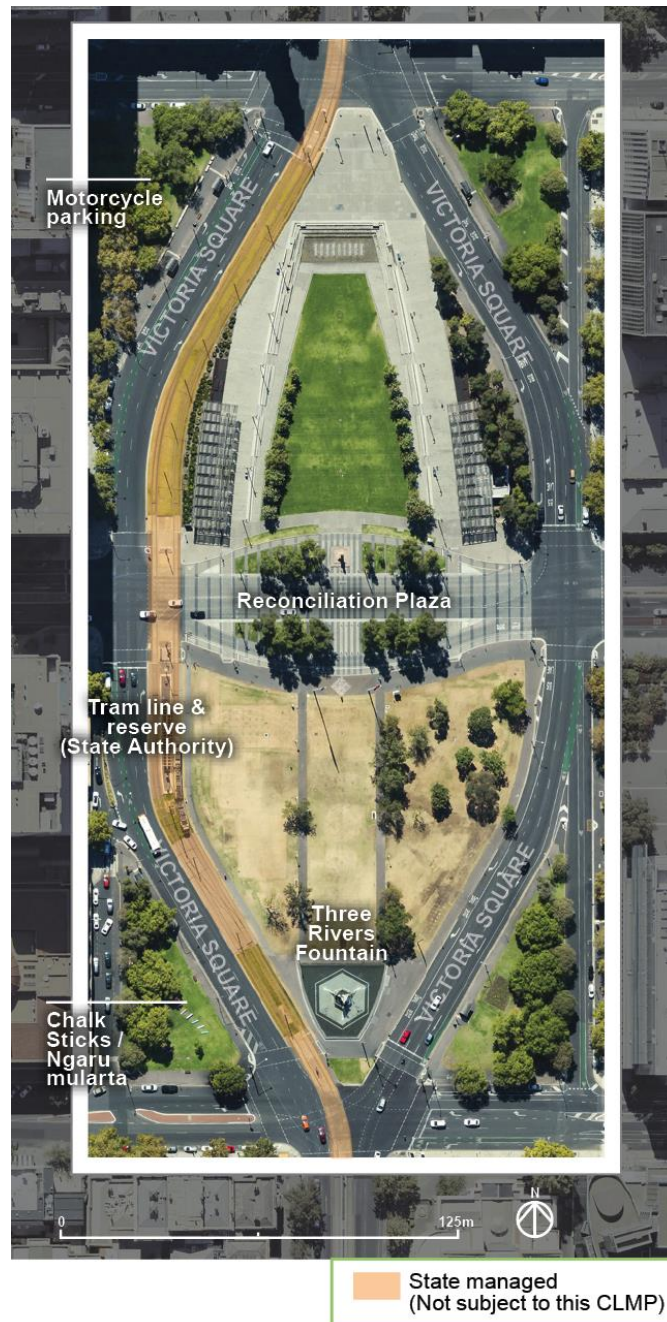 Motorcycle
parking
VICTORIA SQUARE
VICTORIA SQUARE
Reconciliation Plaza
Tram line &
reserve
(State Authority)
VICTORIA SQUARE
VICTORIA SQUARE
Three
Rivers
Fountain
Chalk
Sticks /
Ngaru
mularta
0
125m
N
State managed
(Not subject to this CLMP)